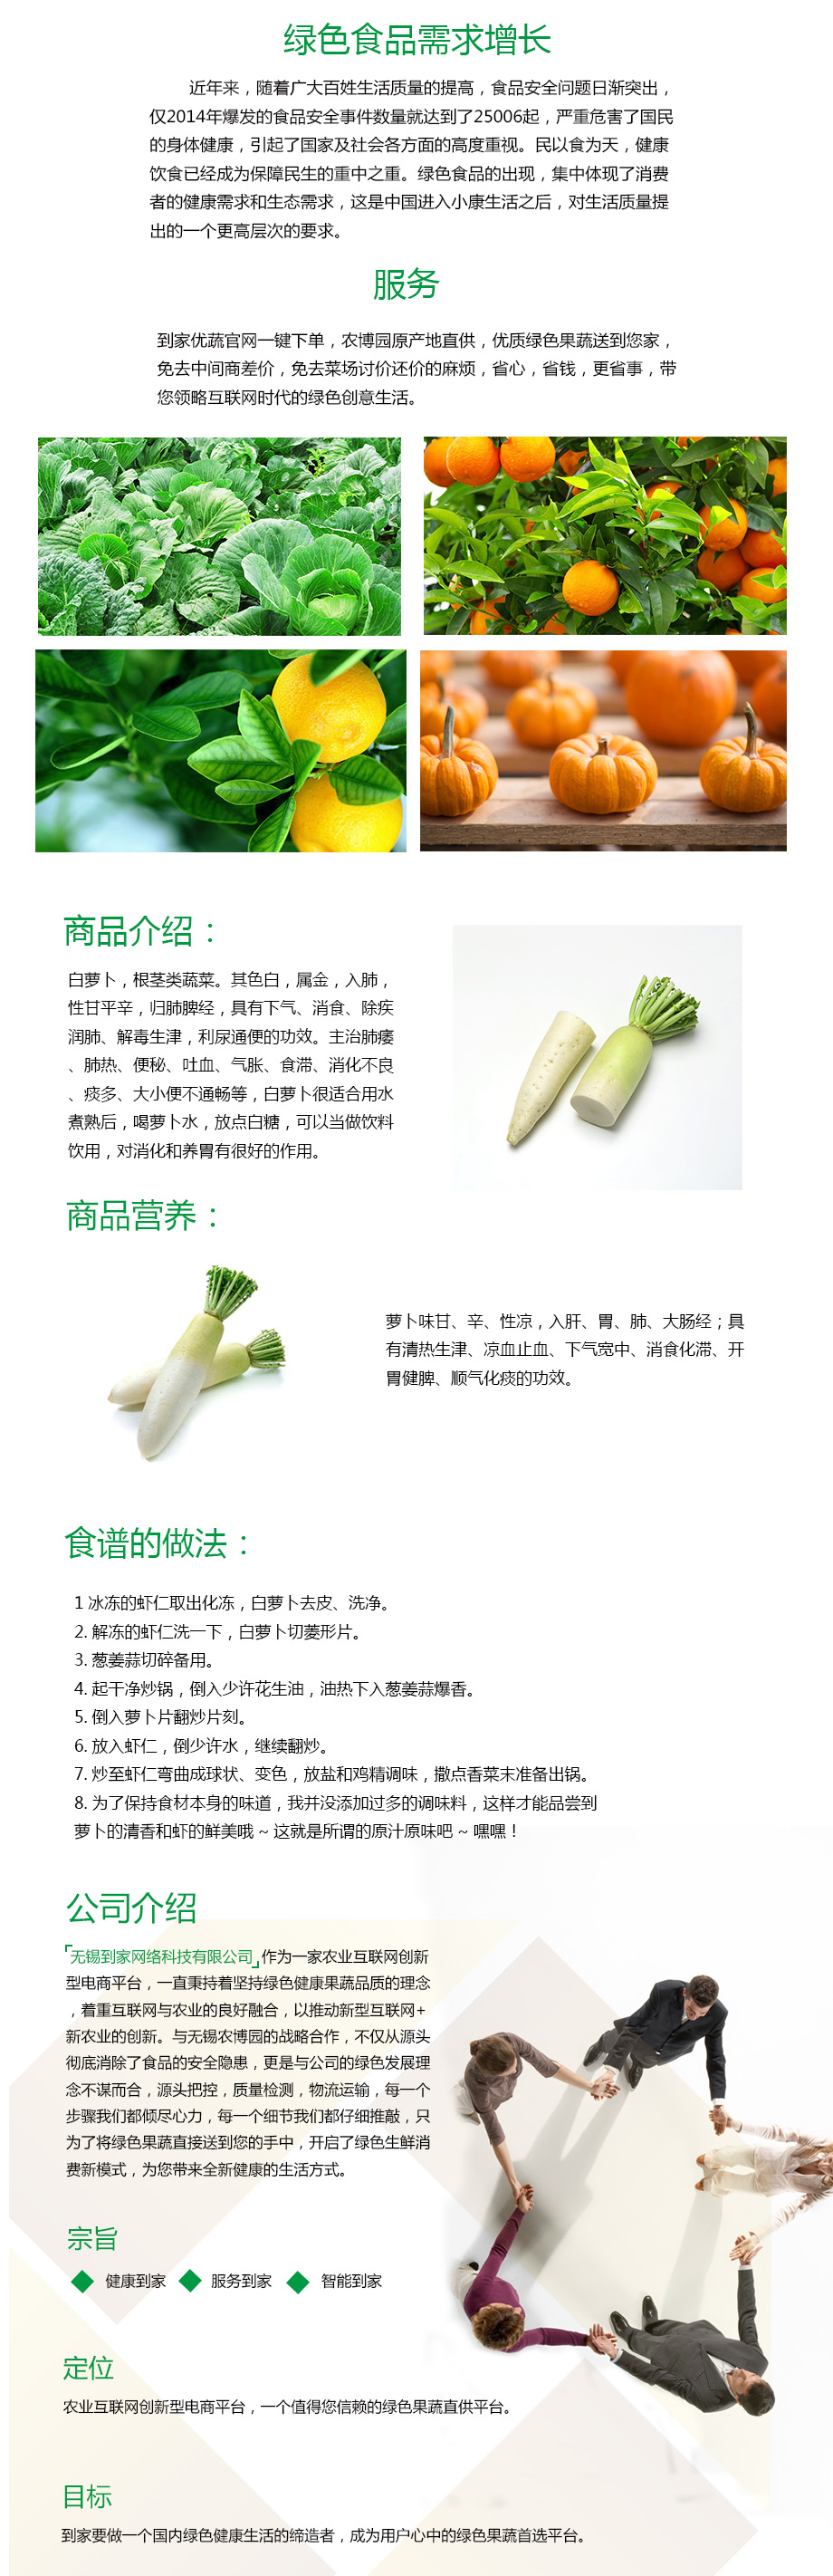 绿色食品需求增长
近年来，随着广大百姓生活质量的提高，食品安全问题日渐突出，
仅2014年爆发的食品安全事件数量就达到了25006起，严重危害了国民
的身体健康，引起了国家及社会各方面的高度重视。民以食为天，健康
饮食已经成为保障民生的重中之重。绿色食品的出现，集中体现了消费
者的健康需求和生态需求，这是中国进入小康生活之后，对生活质量提
出的一个更高层次的要求。
服务
到家优蔬官网一键下单，农博园原产地直供，优质绿色果蔬送到您家，
免去中间商差价，免去菜场讨价还价的麻烦，省心，省钱，更省事，带
您领略互联网时代的绿色创意生活。
商品介绍：
白萝卜，根茎类蔬菜。其色白，属金，入肺，
性甘平辛，归肺脾经，具有下气、消食、除疾
润肺、解毒生津，利尿通便的功效。主治肺痿
、肺热、便秘、吐血、气胀、食滞、消化不良
、痰多、大小便不通畅等，白萝卜很适合用水
煮熟后，喝萝卜水，放点白糖，可以当做饮料
饮用，对消化和养胃有很好的作用。
商品营养：
萝卜味甘、辛、性凉，入肝、胃、肺、大肠经；具
有清热生津、凉血止血、下气宽中、消食化滞、开
胃健脾、顺气化痰的功效。
食谱的做法：
1 冰冻的虾仁取出化冻，白萝卜去皮、洗净。
2. 解冻的虾仁洗一下，白萝卜切菱形片。
3. 葱姜蒜切碎备用。
4. 起干净炒锅，倒入少许花生油，油热下入葱姜蒜爆香。
5. 倒入萝卜片翻炒片刻。
6. 放入虾仁，倒少许水，继续翻炒。
7. 炒至虾仁弯曲成球状、变色，放盐和鸡精调味，撒点香菜末准备出锅。
8. 为了保持食材本身的味道，我并没添加过多的调味料，这样才能品尝到
萝卜的清香和虾的鲜美哦 ~ 这就是所谓的原汁原味吧 ~ 嘿嘿！
公司介绍
「无锡到家网络科技有限公司」作为一家农业互联网创新
型电商平台，一直秉持着坚持绿色健康果蔬品质的理念
，着重互联网与农业的良好融合，以推动新型互联网+
新农业的创新。与无锡农博园的战略合作，不仅从源头
彻底消除了食品的安全隐患，更是与公司的绿色发展理
念不谋而合，源头把控，质量检测，物流运输，每一个
步骤我们都倾尽心力，每一个细节我们都仔细推敲，只
为了将绿色果蔬直接送到您的手中，开启了绿色生鲜消
费新模式，为您带来全新健康的生活方式。
宗旨
◆ 健康到家 ◆ 服务到家 ◆ 智能到家
定位
农业互联网创新型电商平台，一个值得您信赖的绿色果蔬直供平台。
目标
到家要做一个国内绿色健康生活的缔造者，成为用户心中的绿色果蔬首选平台。